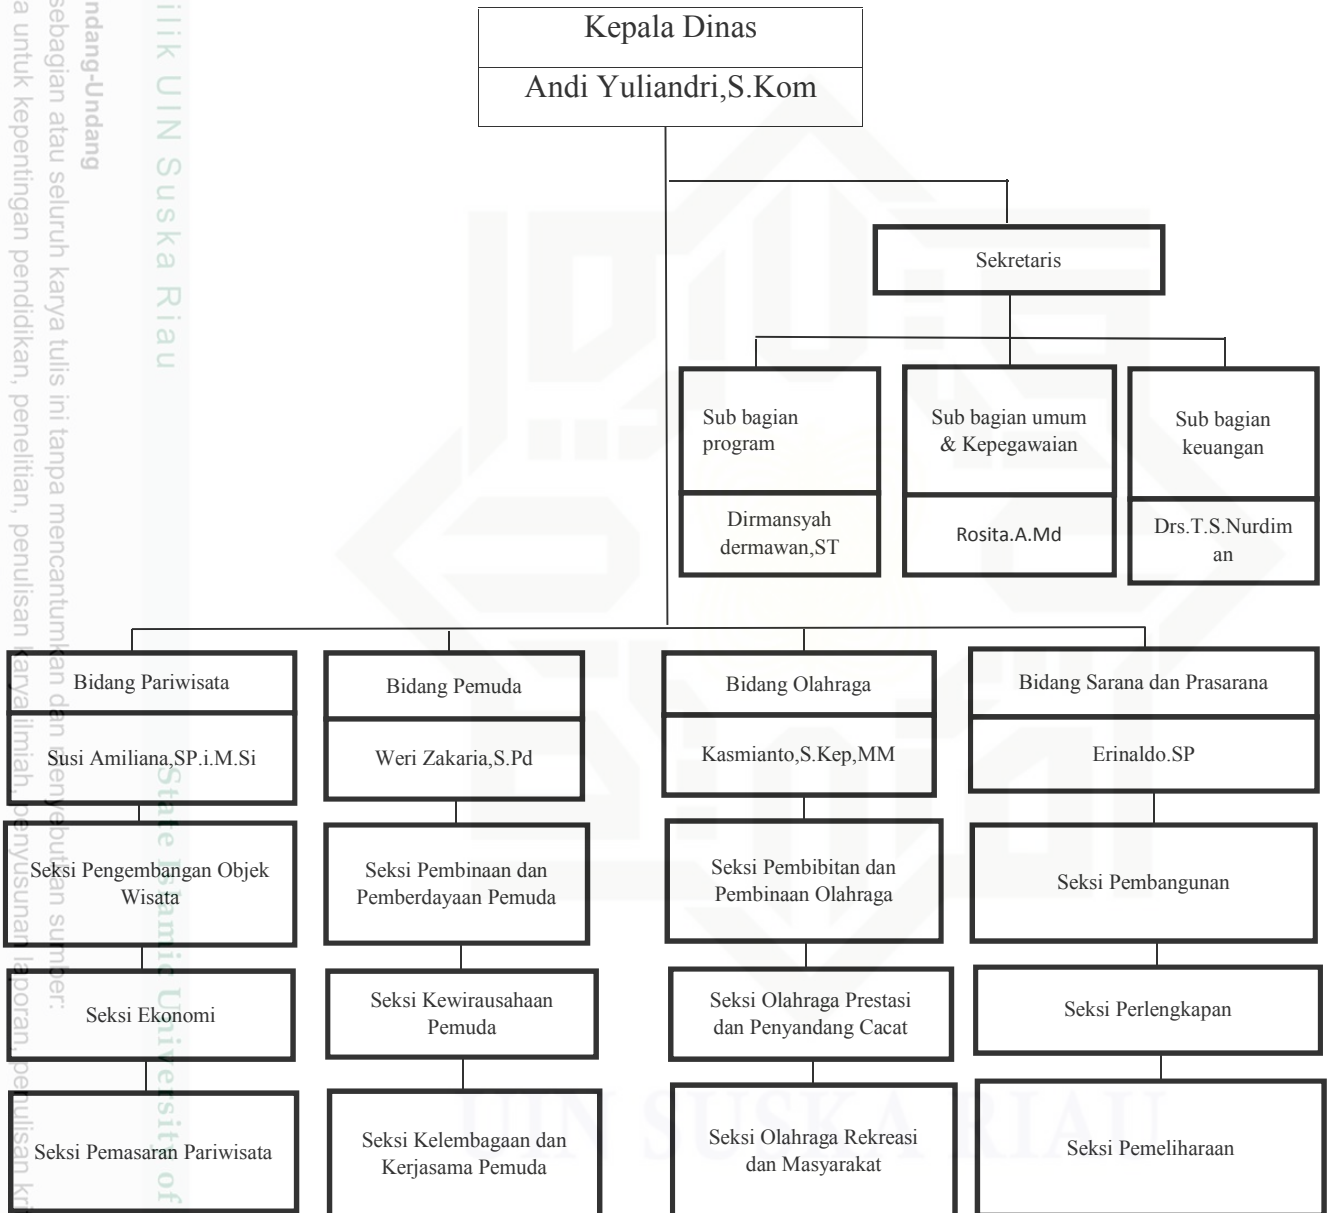 Kepala Dinas
Andi Yuliandri,S.Kom
Sekretaris
Sub bagian
program
Dirmansyah
dermawan,ST
Sub bagian umum
& Kepegawaian
Rosita.A.Md
Sub bagian
keuangan
Drs.T.S.Nurdim
an
Bidang Pariwisata
Susi Amiliana,SP.i.M.Si
Seksi Pengembangan Objek
Wisata
Seksi Ekonomi
Seksi Pemasaran Pariwisata
Bidang Pemuda
Weri Zakaria,S.Pd
Seksi Pembinaan dan
Pemberdayaan Pemuda
Seksi Kewirausahaan
Pemuda
Seksi Kelembagaan dan
Kerjasama Pemuda
Bidang Olahraga
Kasmianto,S.Kep,MM
Seksi Pembibitan dan
Pembinaan Olahraga
Seksi Olahraga Prestasi
dan Penyandang Cacat
Seksi Olahraga Rekreasi
dan Masyarakat
Bidang Sarana dan Prasarana
Erinaldo.SP
Seksi Pembangunan
Seksi Perlengkapan
Seksi Pemeliharaan
UIN SUSKA RIAU
ilik UIN Suska Riau
State Islamic University of
ndang-Undang
sebagian atau seluruh karya tulis ini tanpa mencantumkan dan menyebutkan sumber:
a untuk kepentingan pendidikan, penelitian, penulisan karya ilmiah, penyusunan laporan, penulisan kri